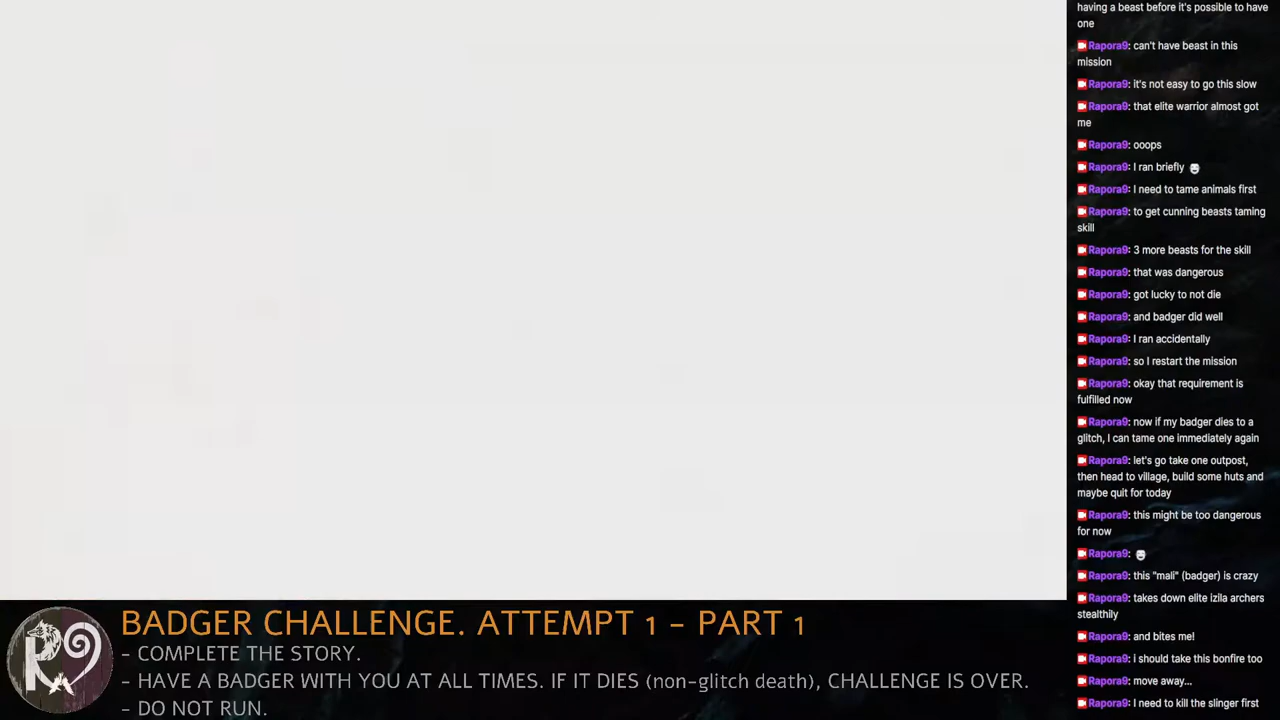 having a beast before it's possible to have
one
Rapora9: can't have beast in this
mission
Rapora9: it's not easy to go this slow
Rapora9: that elite warrior almost got
me
Rapora9: ooops
Rapora9: I ran briefly
Rapora9: I need to tame animals first
Rapora9: to get cunning beasts taming
skill
Rapora9: 3 more beasts for the skill
Rapora9: that was dangerous
Rapora9: got lucky to not die
Rapora9: and badger did well
Rapora9: I ran accidentally
Rapora9: so I restart the mission
Rapora9: okay that requirement is
fulfilled now
Rapora9: now if my badger dies to a
glitch, I can tame one immediately again
Rapora9: let's go take one outpost,
then head to village, build some huts and
maybe quit for today
Rapora9: this might be too dangerous
for now
Rapora9:
Rapora9: this "mali" (badger) is crazy
Rapora9: takes down elite izila archers
stealthily
Rapora9: and bites me!
Rapora9: i should take this bonfire too
Rapora9: move away...
Rapora9: I need to kill the slinger first
R9
BADGER CHALLENGE. ATTEMPT 1 - PART 1
- COMPLETE THE STORY.
- HAVE A BADGER WITH YOU AT ALL TIMES. IF IT DIES (non-glitch death), CHALLENGE IS OVER.
- DO NOT RUN.